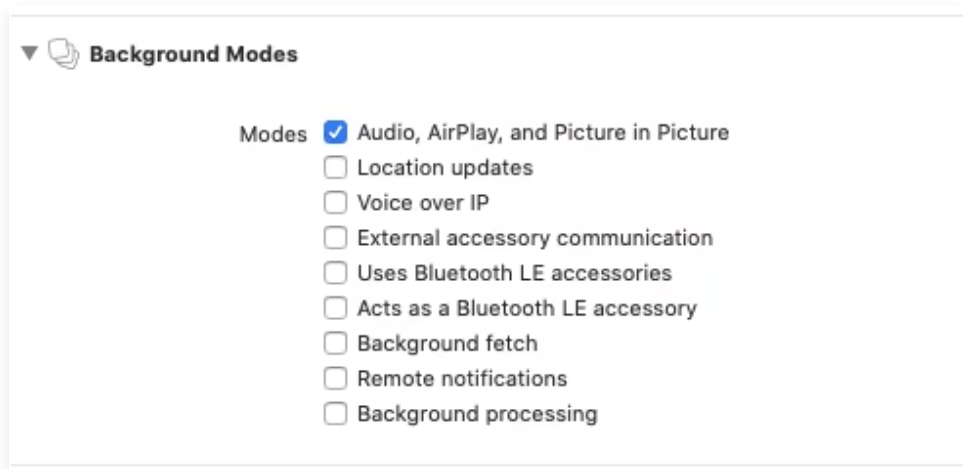 Background Modes
Modes Audio, AirPlay, and Picture in Picture
Location updates
Voice over IP
External accessory communication
Uses Bluetooth LE accessories
Acts as a Bluetooth LE accessory
Background fetch
Remote notifications
Background processing